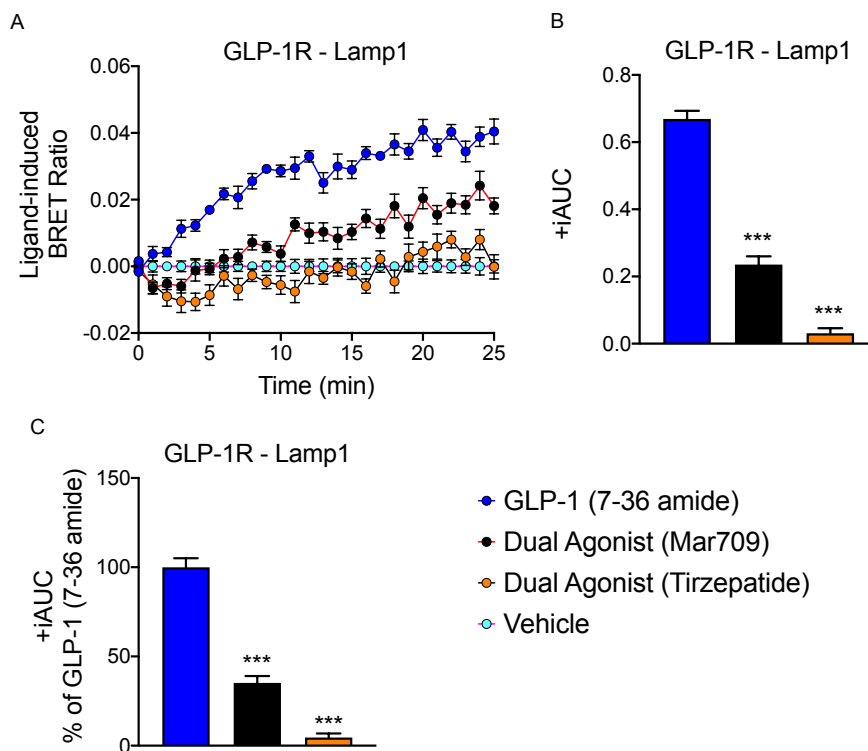 A
GLP-1R - Lamp1
Ligand-induced
BRET Ratio
0.06
0.04
0.02
0.00
-0.02
0
5
10
15
20
25
Time (min)
B
GLP-1R - Lamp1
+iAUC
0.6
0.4
0.2
0.0
***
***
C
GLP-1R - Lamp1
+iAUC
% of GLP-1 (7-36 amide)
150
100
50
0
***
***
GLP-1 (7-36 amide)
Dual Agonist (Mar709)
Dual Agonist (Tirzepatide)
Vehicle